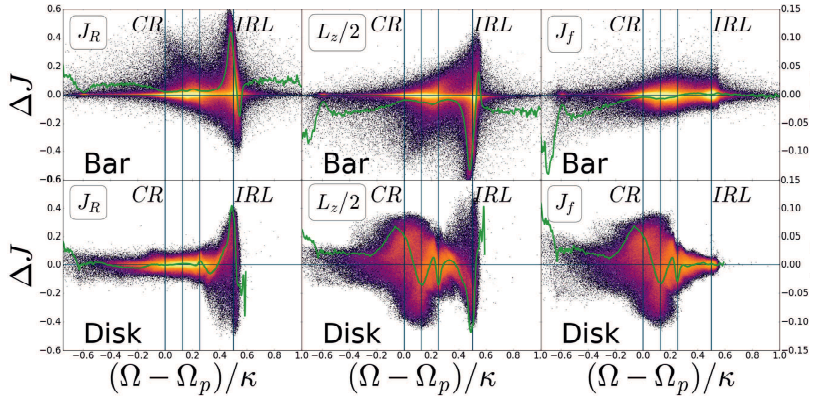 0.6 0.4 0.2 0.0 −0.2 −0.4 −0.6
ΔJ
J_R CR IRL Bar
L_z/2 CR IRL Bar
J_f CR IRL Bar
0.15 0.10 0.05 0.00 −0.05 −0.10 −0.15
0.4 0.2 0.0 −0.2 −0.4 −0.6
ΔJ
J_R CR IRL Disk
L_z/2 CR IRL Disk
J_f CR IRL Disk
0.10 0.05 0.00 −0.05 −0.10 −0.15
−0.6 −0.4 −0.2 0.0 0.2 0.4 0.6 0.8 1.0 −0.6 −0.4 −0.2 0.0 0.2 0.4 0.6 0.8 1.0 −0.6 −0.4 −0.2 0.0 0.2 0.4 0.6 0.8 1.0
(Ω − Ω_p)/κ (Ω − Ω_p)/κ (Ω − Ω_p)/κ